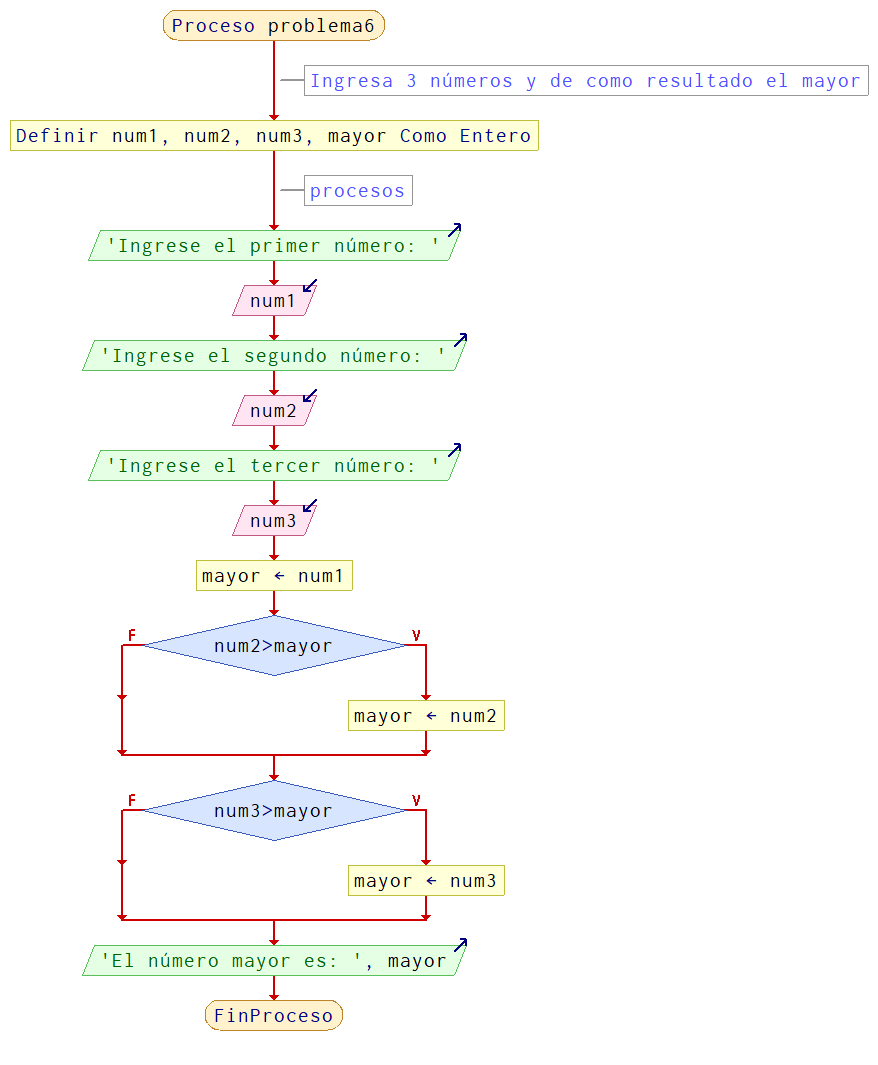 Proceso problema6
Ingresa 3 números y de como resultado el mayor
Definir num1, num2, num3, mayor Como Entero
procesos
'Ingrese el primer número: '
num1
'Ingrese el segundo número: '
num2
'Ingrese el tercer número: '
num3
mayor ← num1
F
V
num2>mayor
mayor ← num2
F
V
num3>mayor
mayor ← num3
'El número mayor es: ', mayor
FinProceso